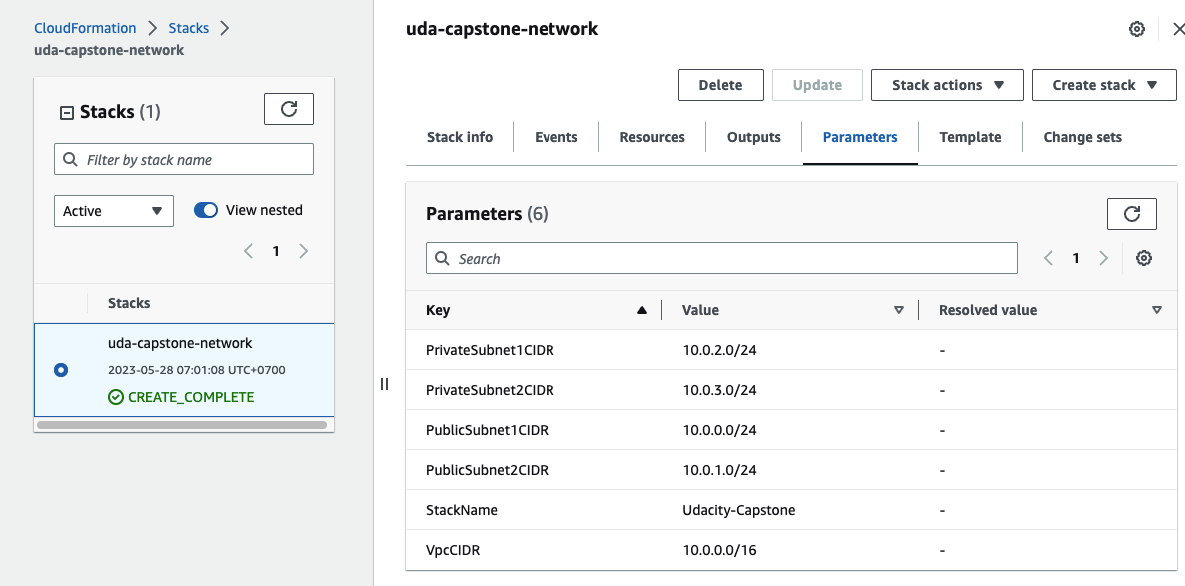 CloudFormation
Stacks
uda-capstone-network
Stacks (1)
Filter by stack name
Active
View nested
1
Stacks
uda-capstone-network
2023-05-28 07:01:08 UTC+0700
CREATE_COMPLETE
uda-capstone-network
Delete
Update
Stack actions
Create stack
Stack info
Events
Resources
Outputs
Parameters
Template
Change sets
Parameters (6)
Search
1
Key Value Resolved value
PrivateSubnet1CIDR 10.0.2.0/24 -
PrivateSubnet2CIDR 10.0.3.0/24 -
PublicSubnet1CIDR 10.0.0.0/24 -
PublicSubnet2CIDR 10.0.1.0/24 -
StackName Udacity-Capstone -
VpcCIDR 10.0.0.0/16 -